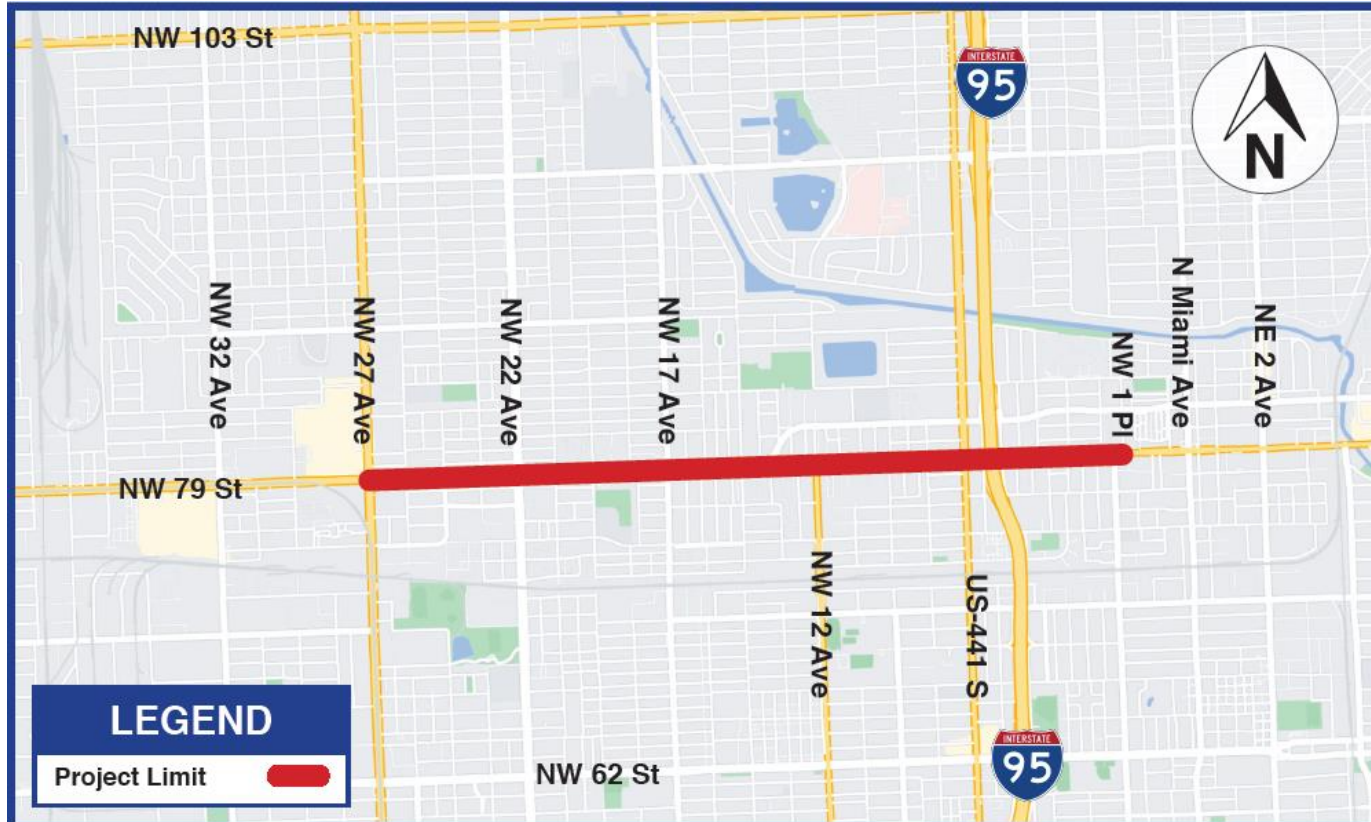 NW 103 St
INTERSTATE
95
N
NW 32 Ave
NW 27 Ave
NW 22 Ave
NW 17 Ave
NW 1 Pl
N Miami Ave
NE 2 Ave
NW 79 St
NW 12 Ave
US-441 S
LEGEND
Project Limit
NW 62 St
INTERSTATE
95